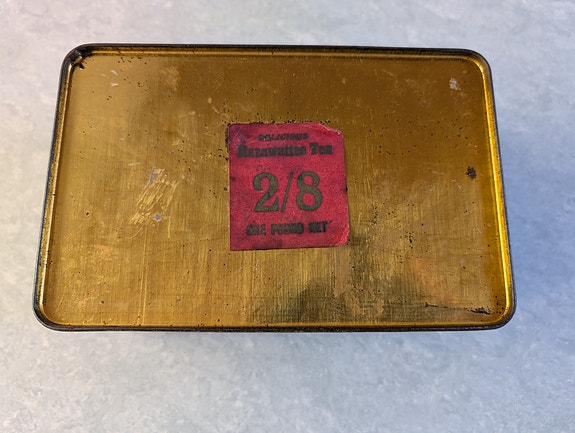 DELICIOUS
Mazawattee Tea
2/8
ONE POUND NET